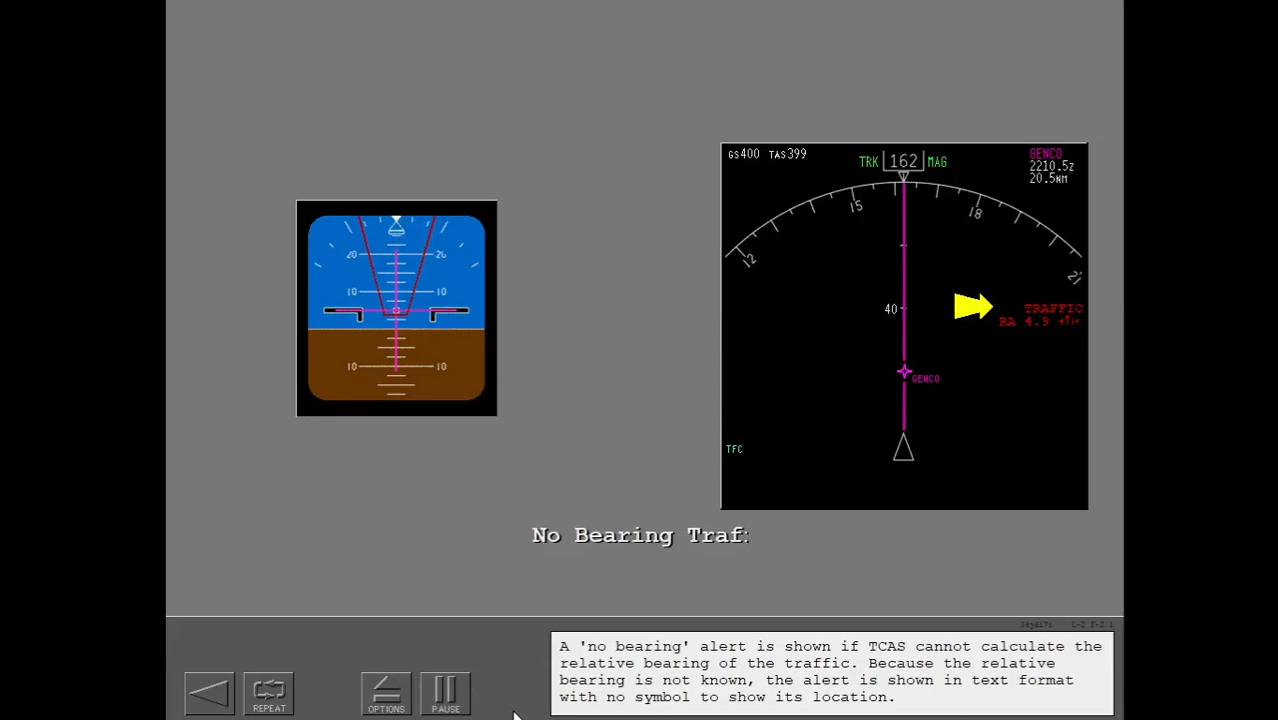 GS400 TAS399
TRK 162 MAG
GENCO
2210.5Z
20.5NM
12
15
18
21
20 20
10 10
10 10
40
TRAFFIC
RA 4.9
GENCO
TFC
No Bearing Traf
A 'no bearing' alert is shown if TCAS cannot calculate the
relative bearing of the traffic. Because the relative
bearing is not known, the alert is shown in text format
with no symbol to show its location.
REPEAT
OPTIONS
PAUSE